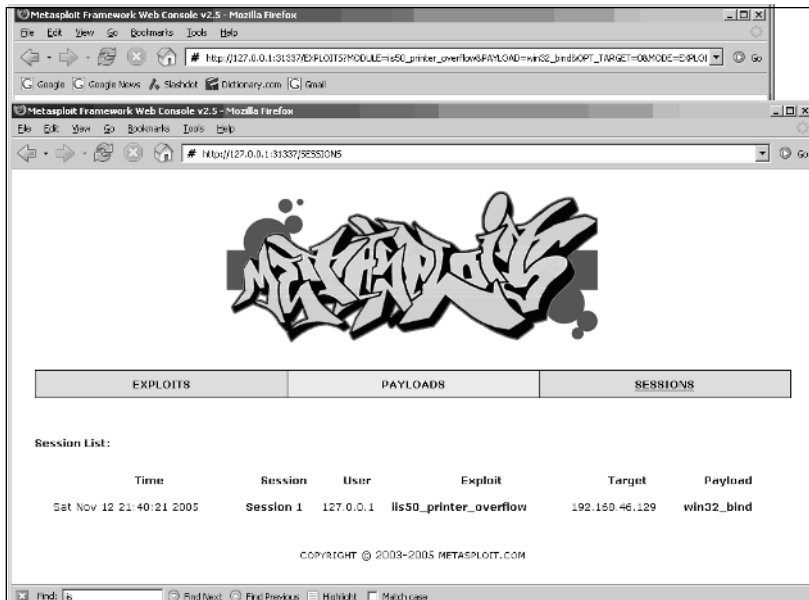 Metasploit Framework Web Console v2.5 - Mozilla Firefox
File Edit View Go Bookmarks Tools Help
http://127.0.0.1:31337/EXPLOITS?MODULE=iis50_printer_overflow&PAYLOAD=win32_bind&OPT_TARGET=0&MODE=EXPLOI Go
Google Google News Slashdot Dictionary.com Gmail
Metasploit Framework Web Console v2.5 - Mozilla Firefox
File Edit View Go Bookmarks Tools Help
http://127.0.0.1:31337/SESSIONS Go
METASPLOIT
EXPLOITS PAYLOADS SESSIONS
Session List:
Time Session User Exploit Target Payload
Sat Nov 12 21:40:21 2005 Session 1 127.0.0.1 iis50_printer_overflow 192.168.46.129 win32_bind
COPYRIGHT © 2003-2005 METASPLOIT.COM
Find: is Find Next Find Previous Highlight Match case